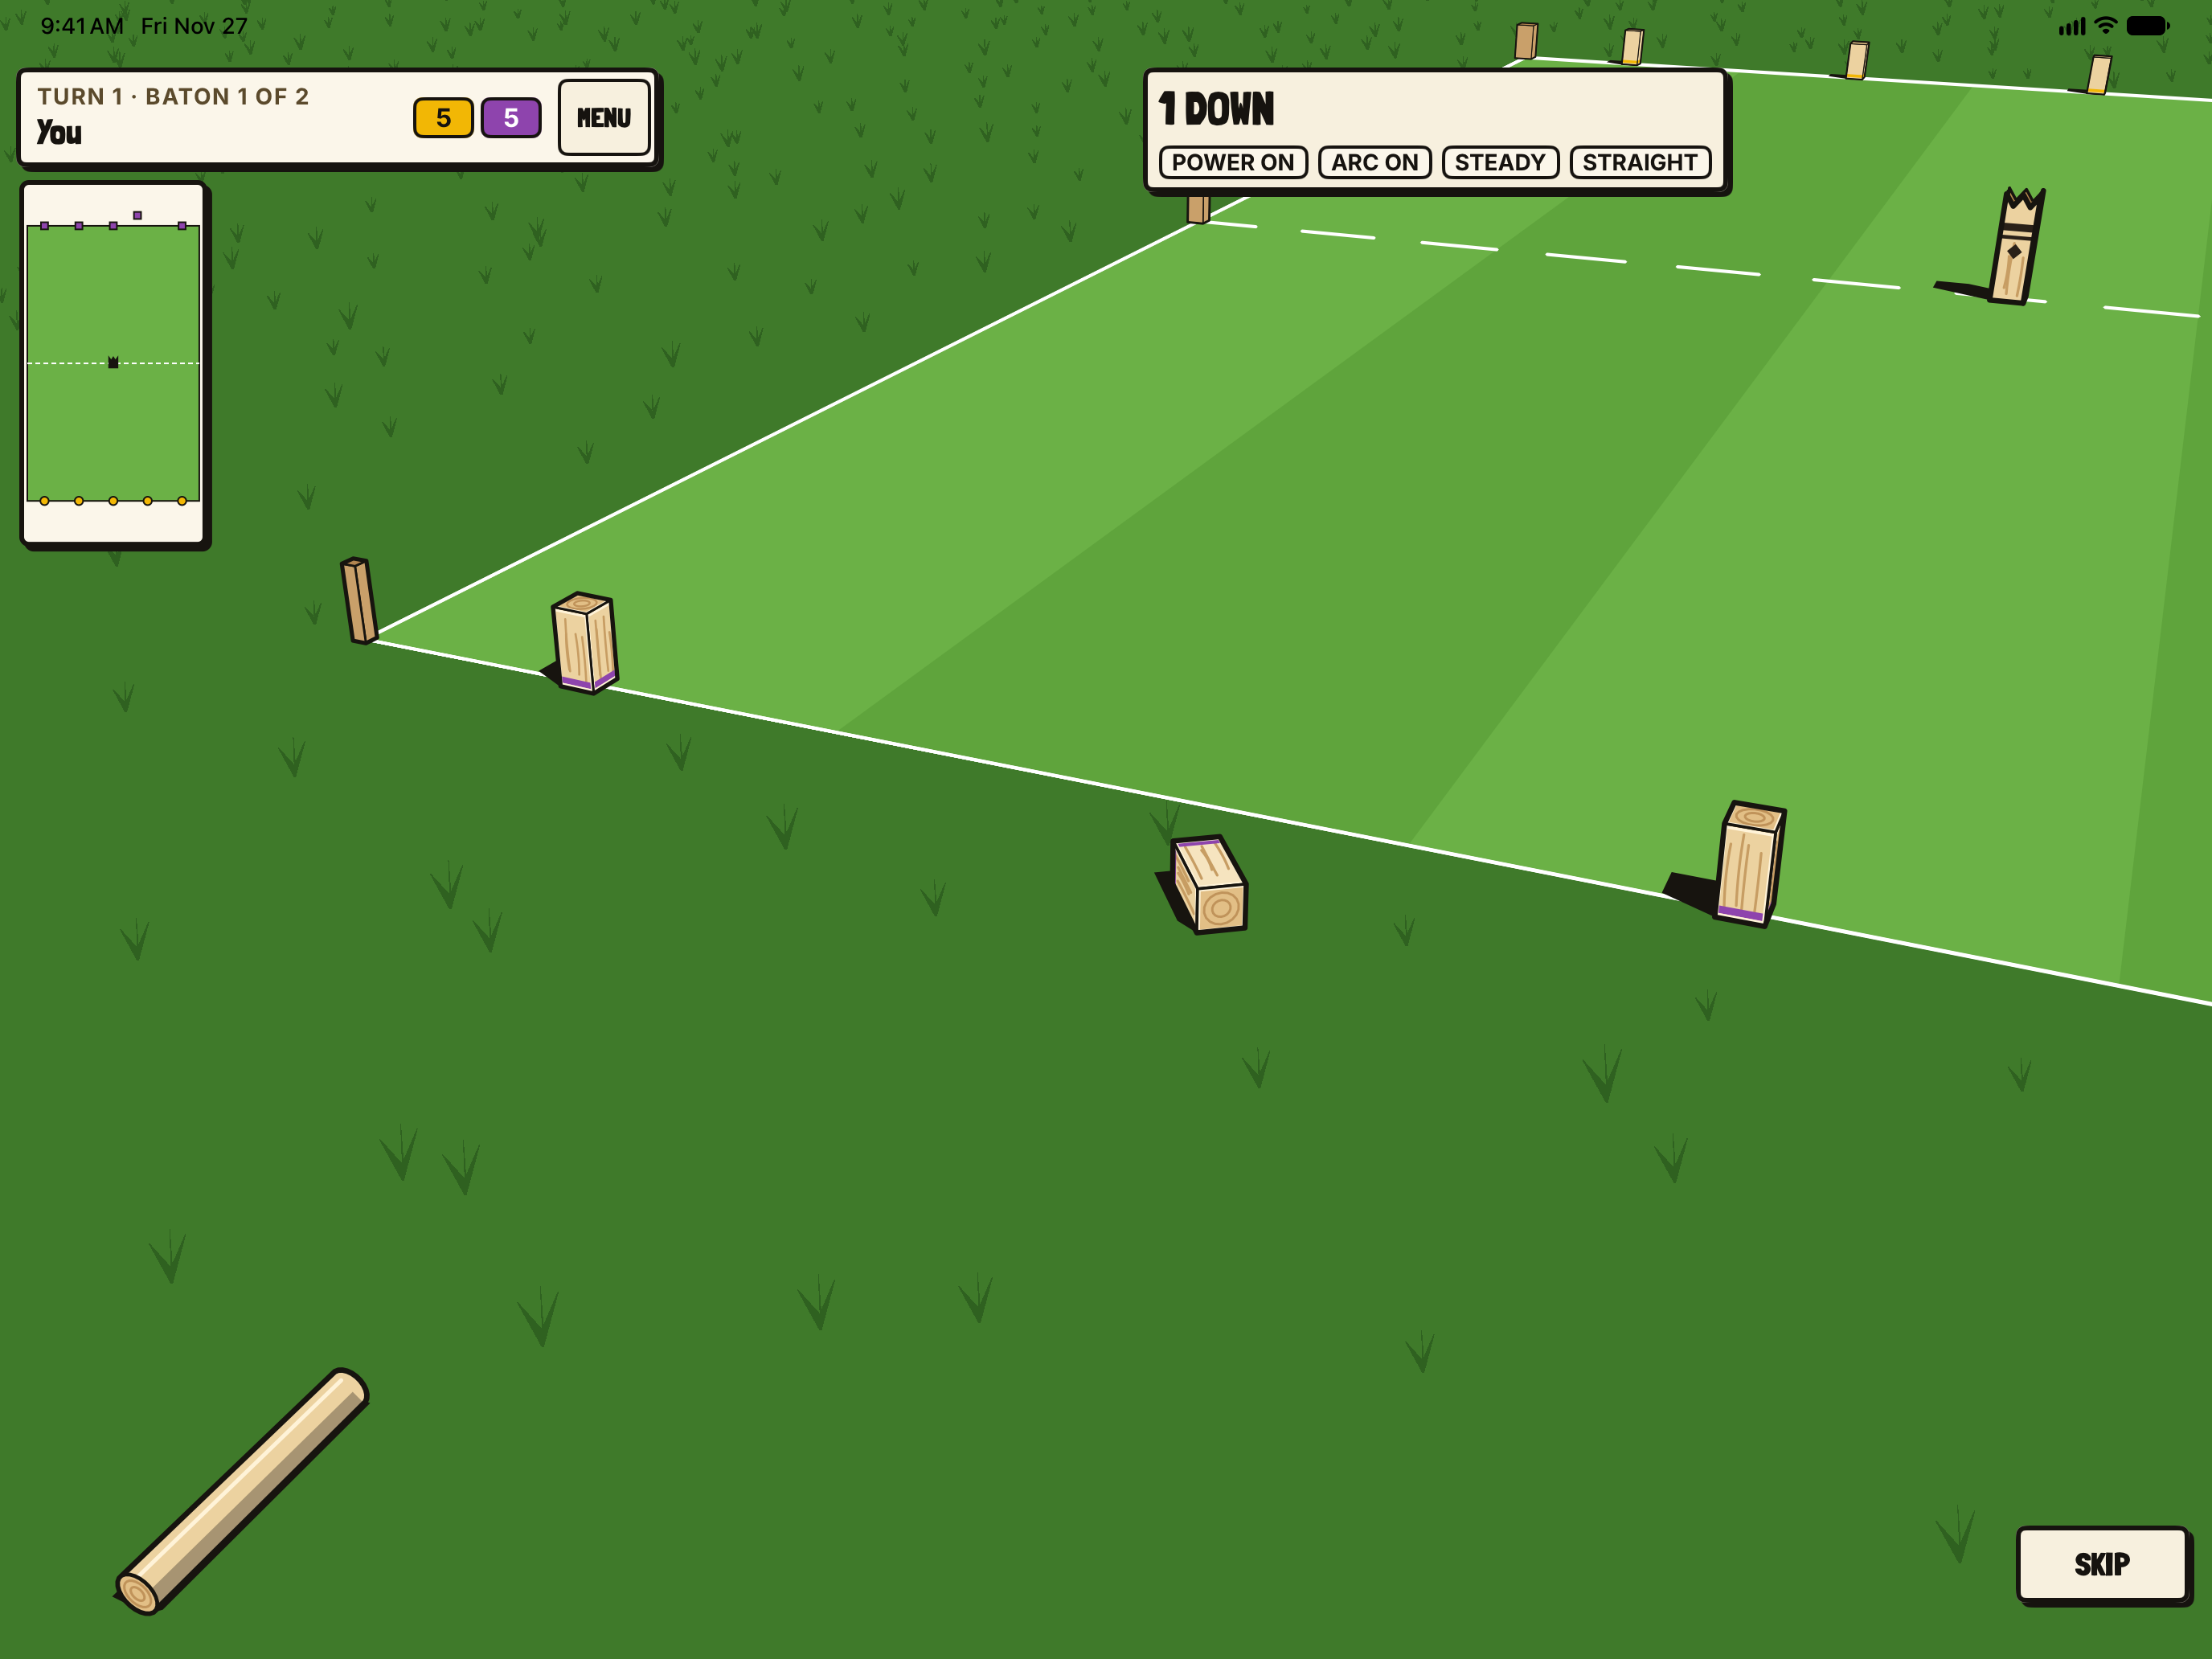 9:41 AM Fri Nov 27
TURN 1 · BATON 1 OF 2
You
5 5
MENU
1 DOWN
POWER ON ARC ON STEADY STRAIGHT
SKIP